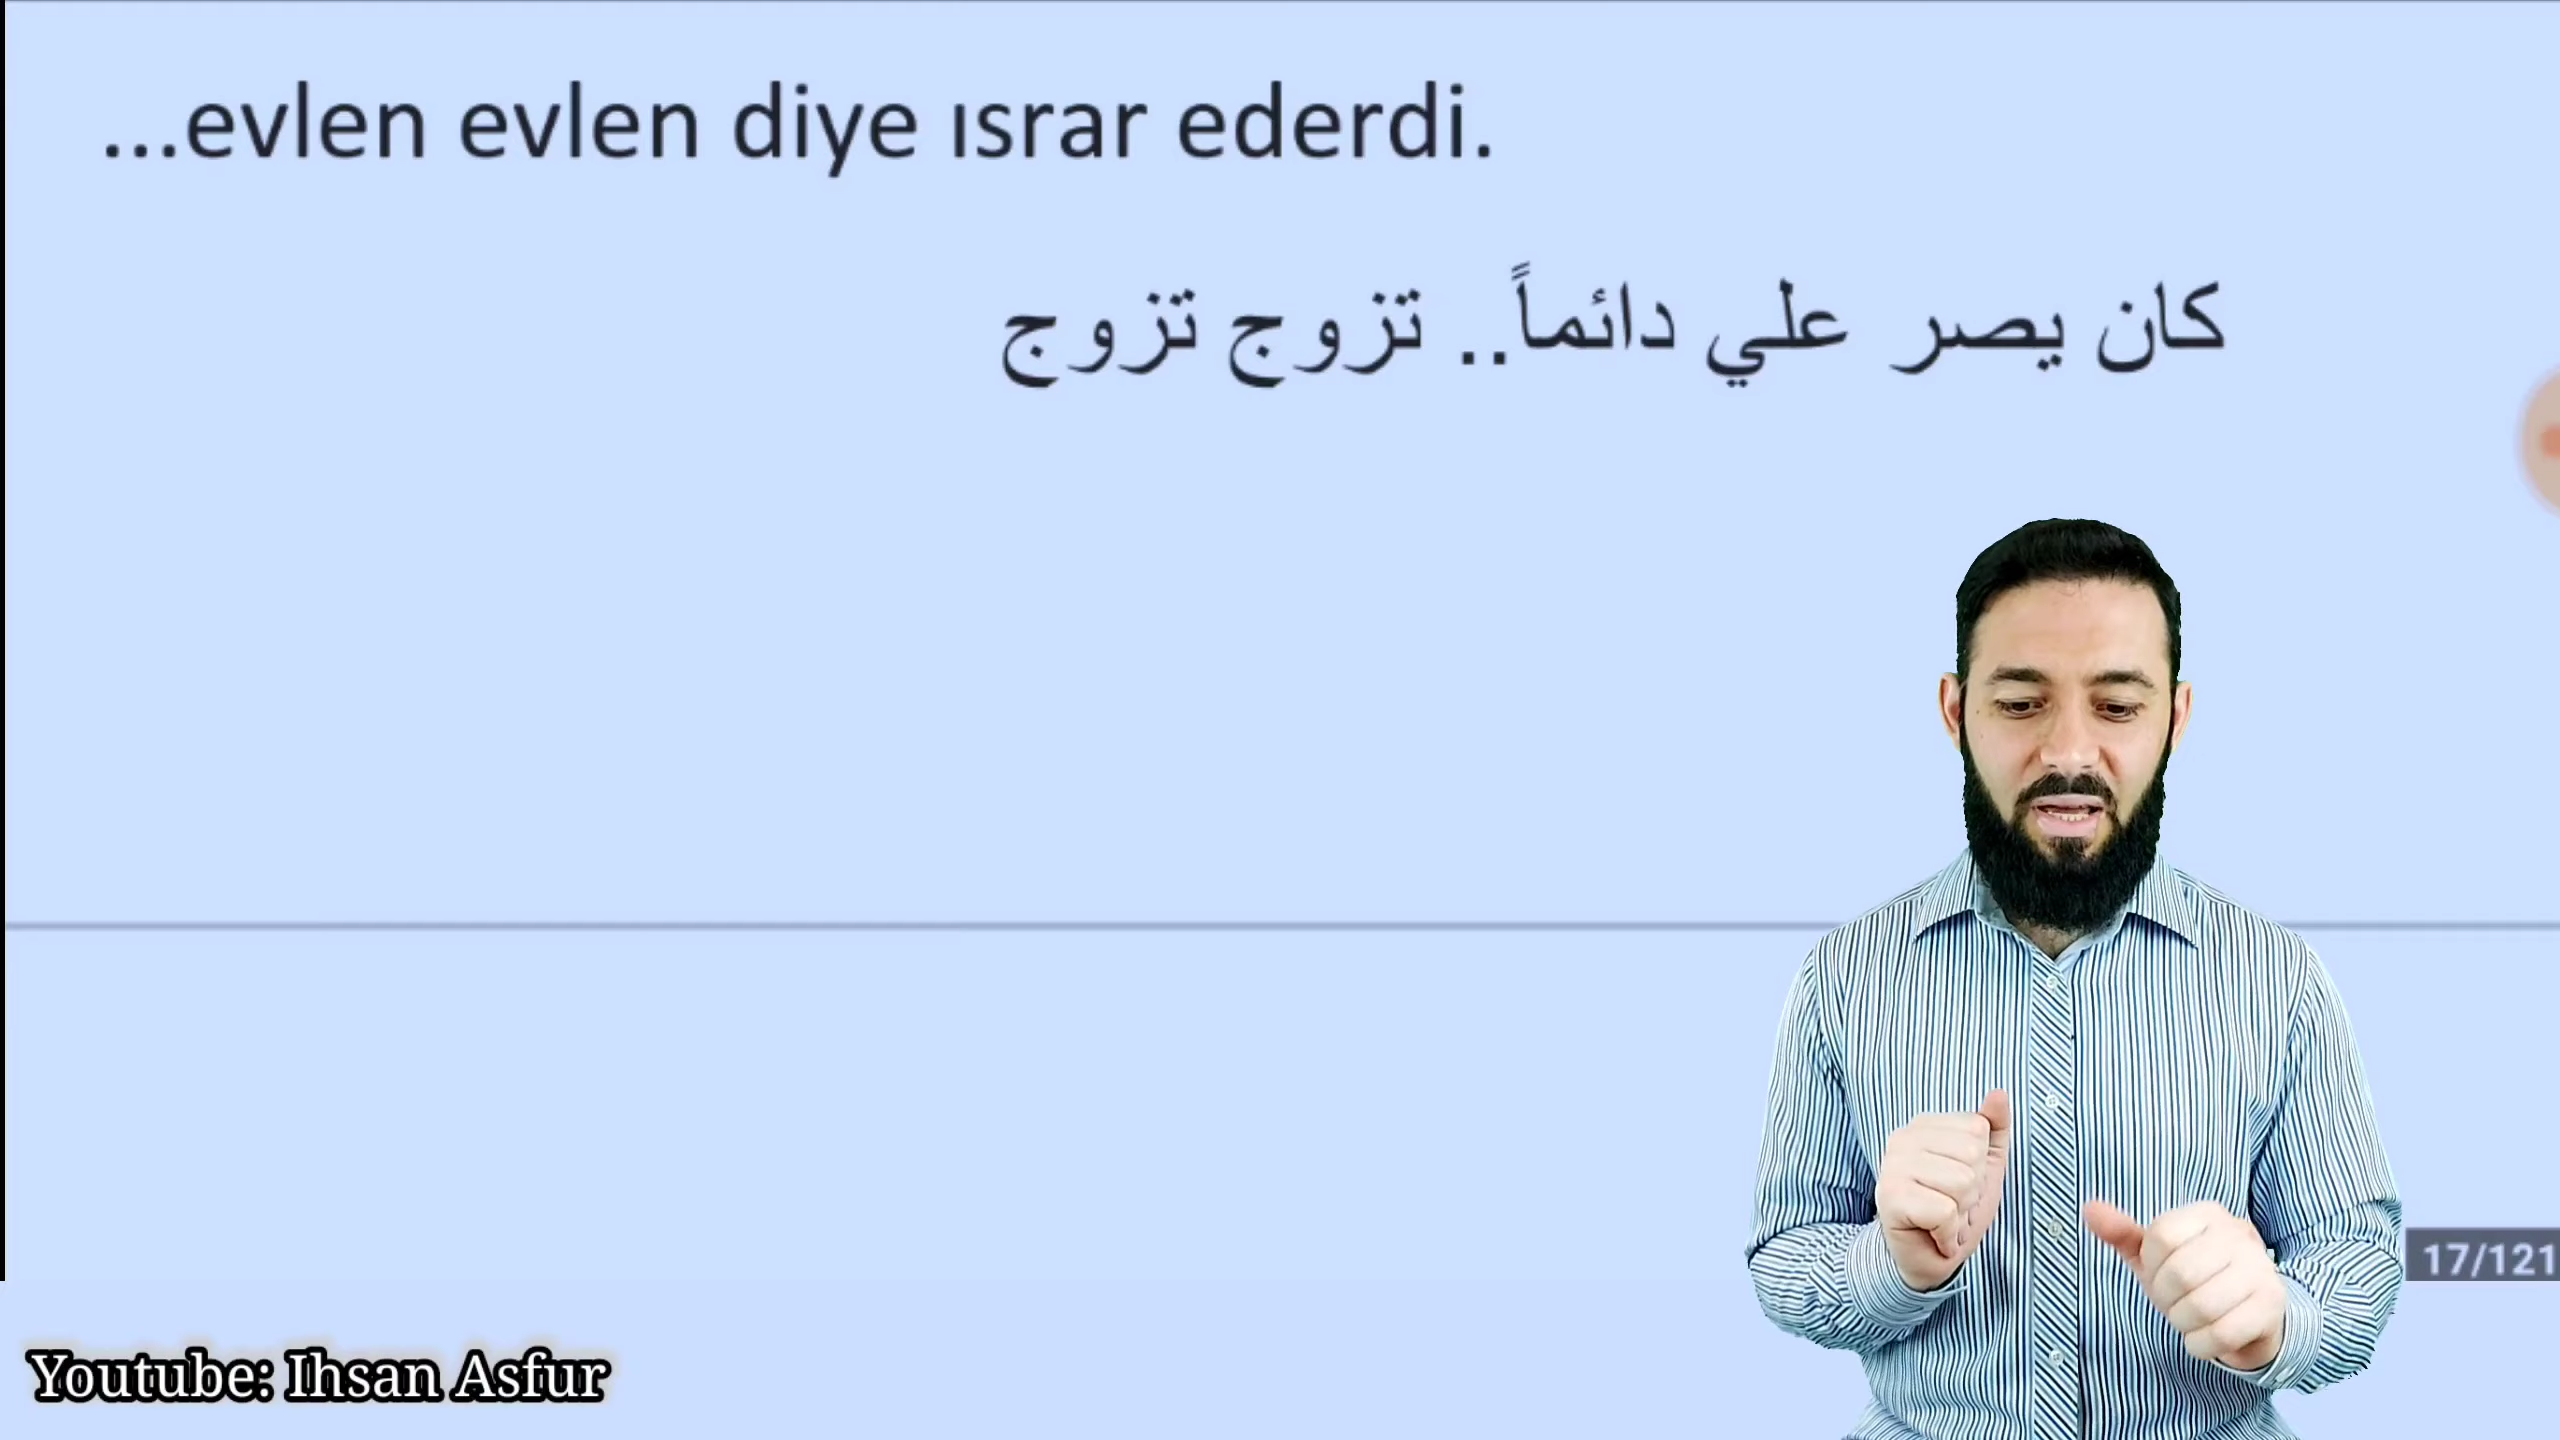 ...evlen evlen diye ısrar ederdi.
كان يصر علي دائماً.. تزوج تزوج
17/121
Youtube: Ihsan Asfur